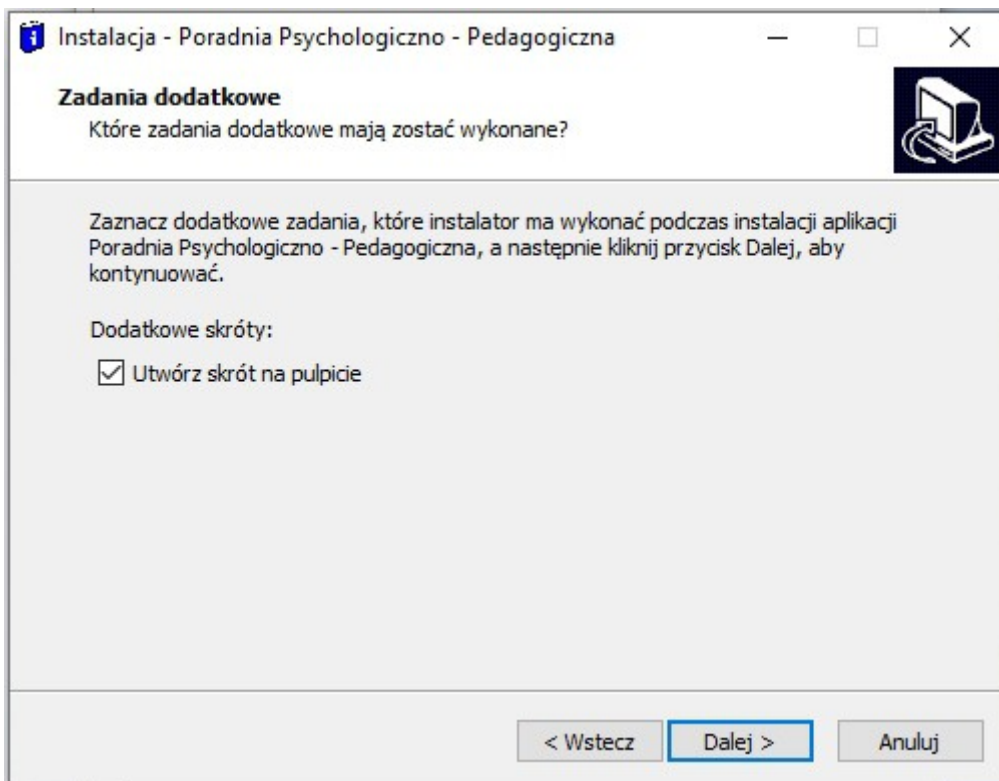 Instalacja - Poradnia Psychologiczno - Pedagogiczna
Zadania dodatkowe
Które zadania dodatkowe mają zostać wykonane?
Zaznacz dodatkowe zadania, które instalator ma wykonać podczas instalacji aplikacji
Poradnia Psychologiczno - Pedagogiczna, a następnie kliknij przycisk Dalej, aby
kontynuować.
Dodatkowe skróty:
Utwórz skrót na pulpicie
< Wstecz
Dalej >
Anuluj